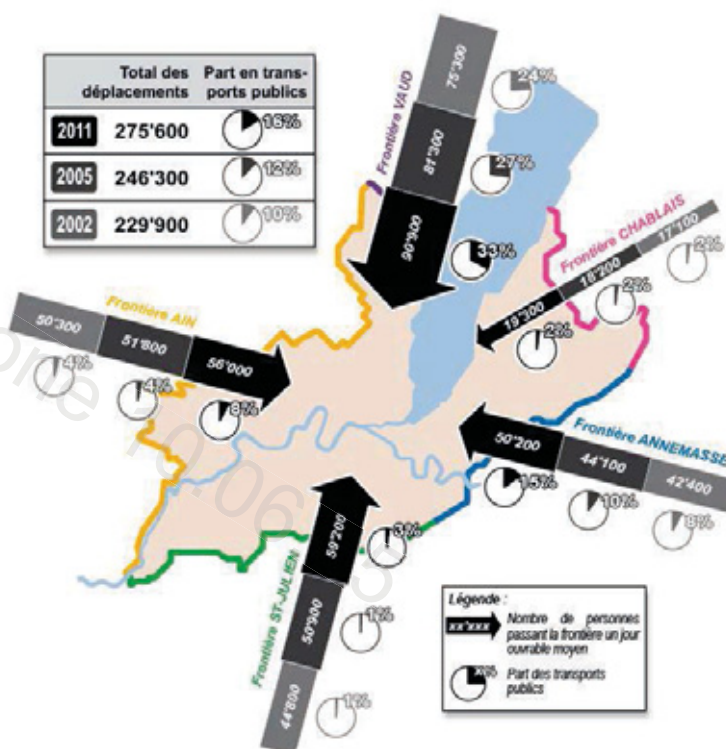 Total des Part en trans-
déplacements ports publics
2011 275'600 16%
2005 246'300 12%
2002 229'900 10%
Frontière VAUD
75'300 24%
81'300 27%
90'900 33%
Frontière CHABLAIS
17'100 2%
18'200 2%
19'300 2%
Frontière AIN
50'300 4%
51'800 4%
56'000 8%
Frontière ANNEMASSE
50'200 15%
44'100 10%
42'400 8%
Frontière ST-JULIEN
59'200 3%
50'900 1%
44'800 1%
Légende :
xx'xxx Nombre de personnes
passant la frontière un jour
ouvrable moyen
Part des transports
publics